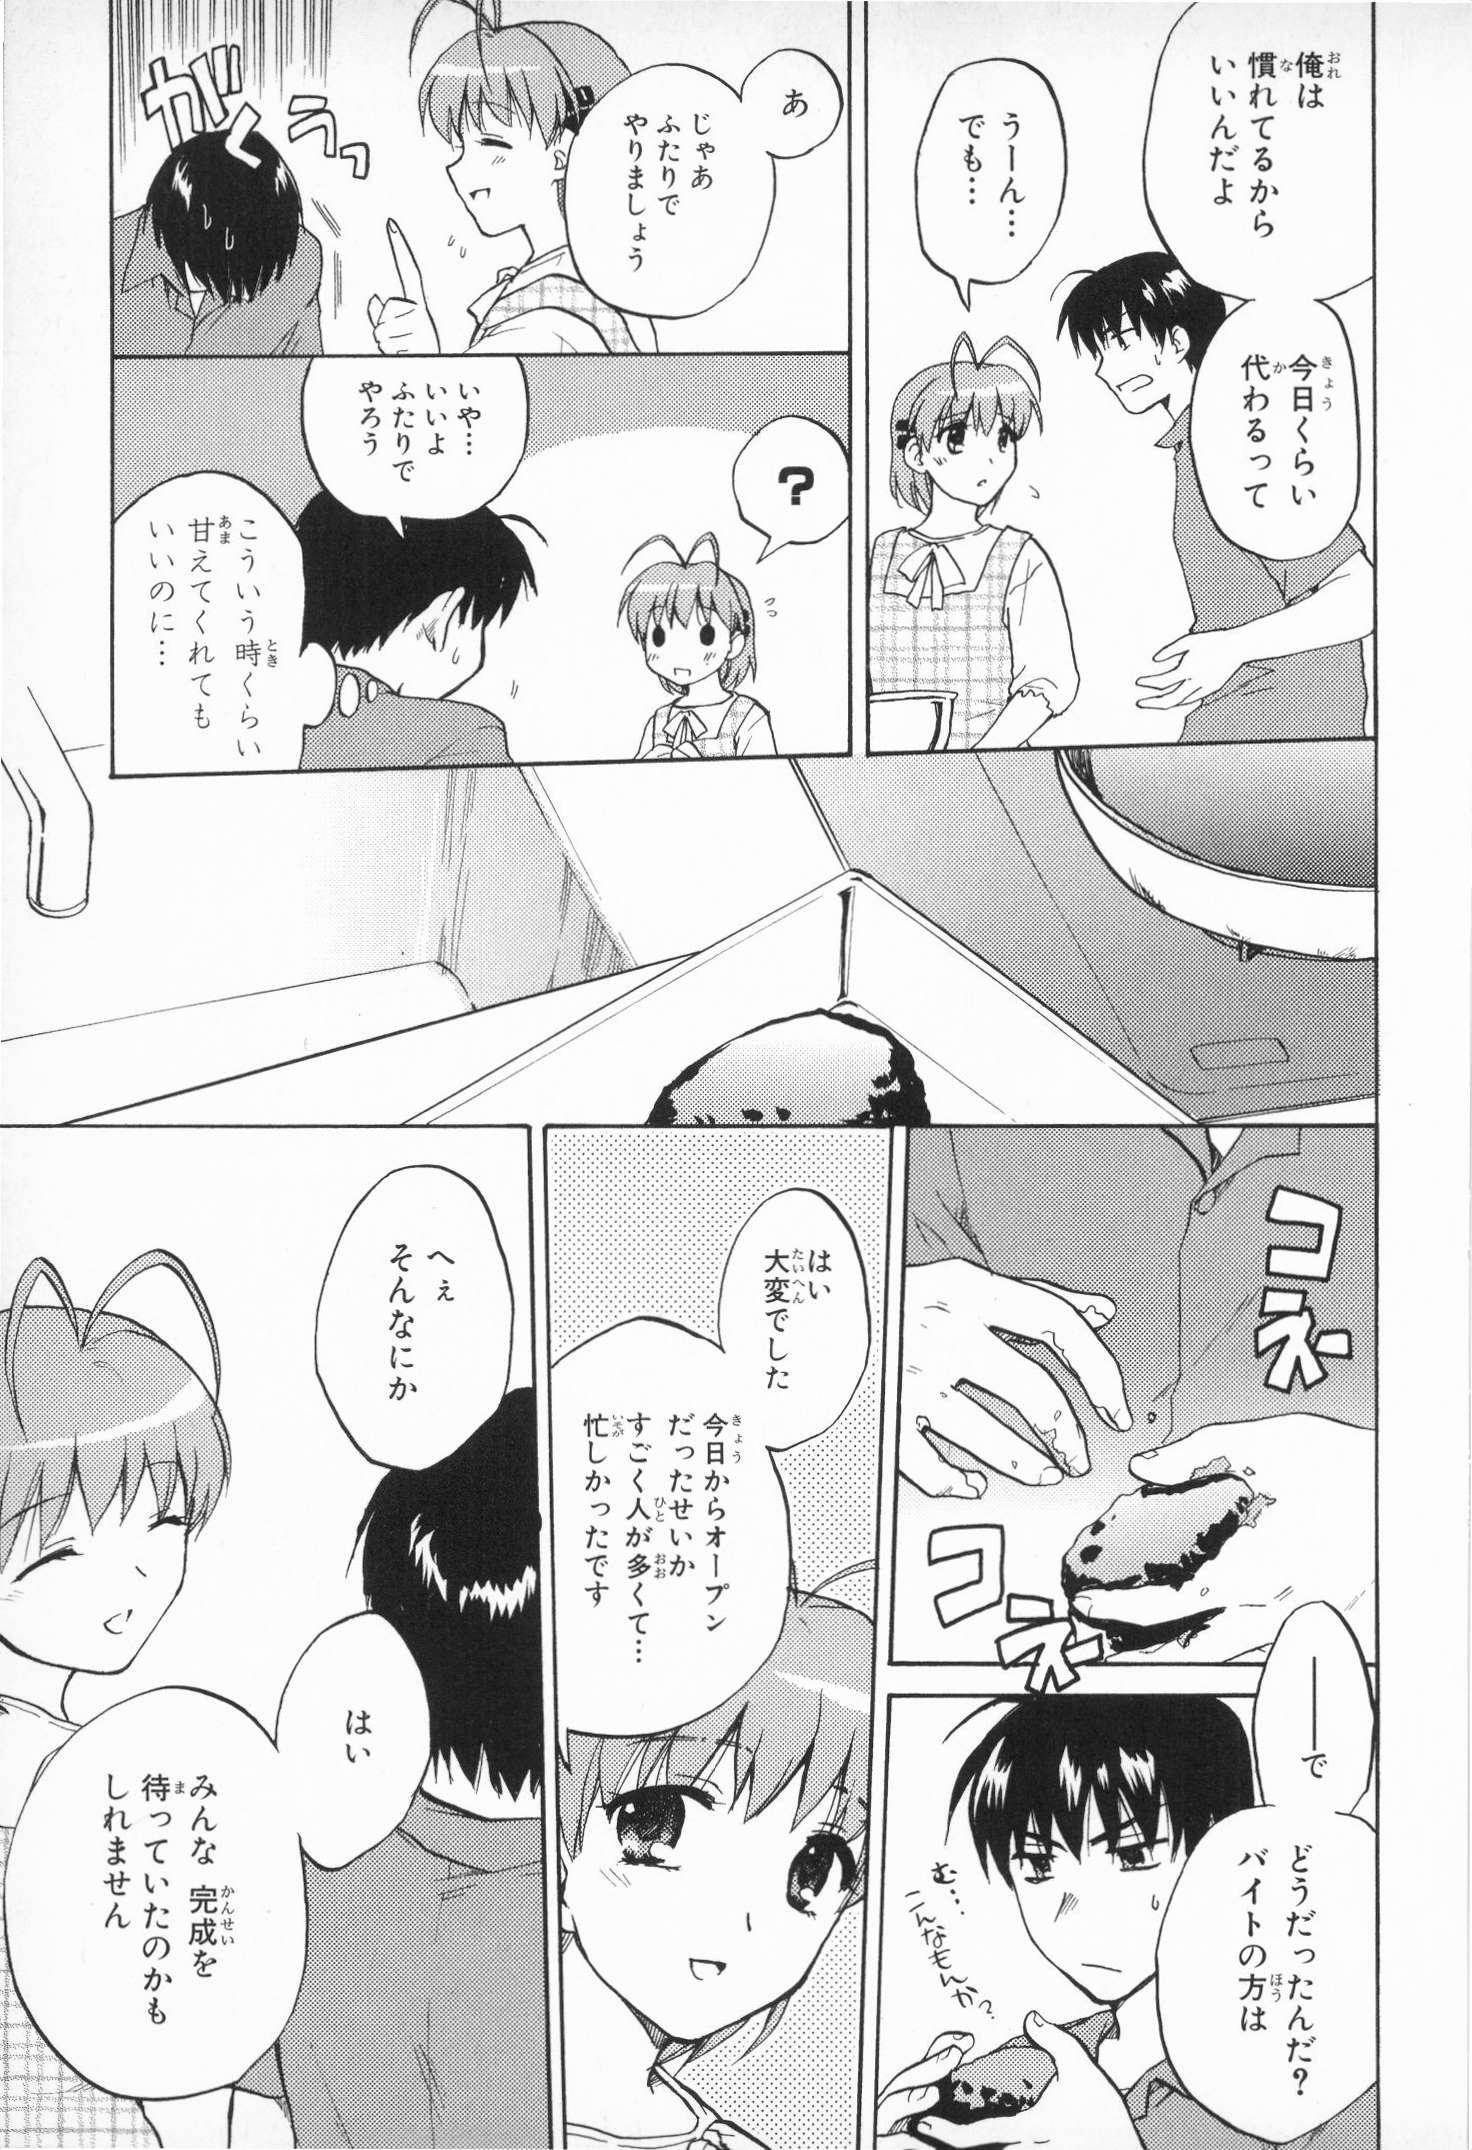 俺は
慣れてるから
いいんだよ
今日くらい
代わるって
うーん…
でも…
あ
じゃあ
ふたりで
やりましょう
がくうっ
?
いや…
いいよ
ふたりで
やろう
こういう時くらい
甘えてくれても
いいのに…
コネ
コネ
──で
どうだったんだ?
バイトの方は
む…
こんなもんか?
はい
大変でした
今日からオープン
だったせいか
すごく人が多くて…
忙しかったです
へぇ
そんなにか
はい
みんな完成を
待っていたのかも
しれません